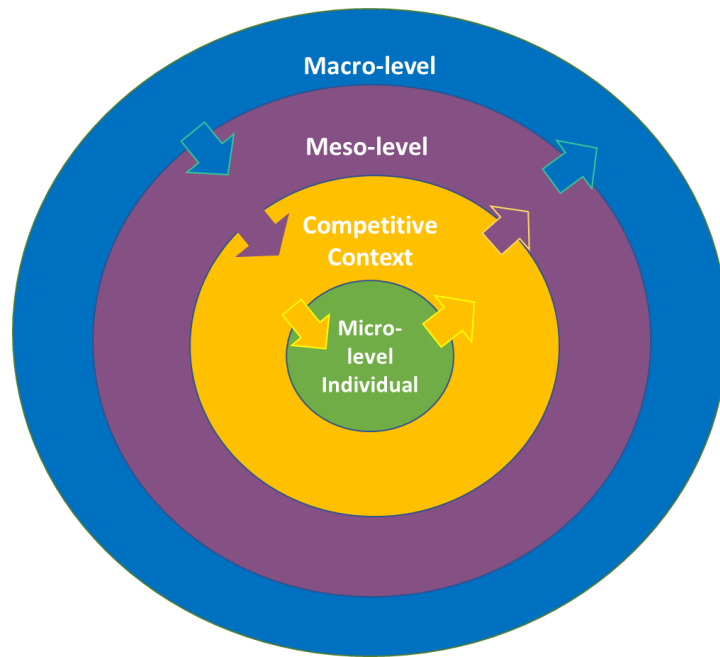 Macro-level
Meso-level
Competitive
Context
Micro-
level
Individual